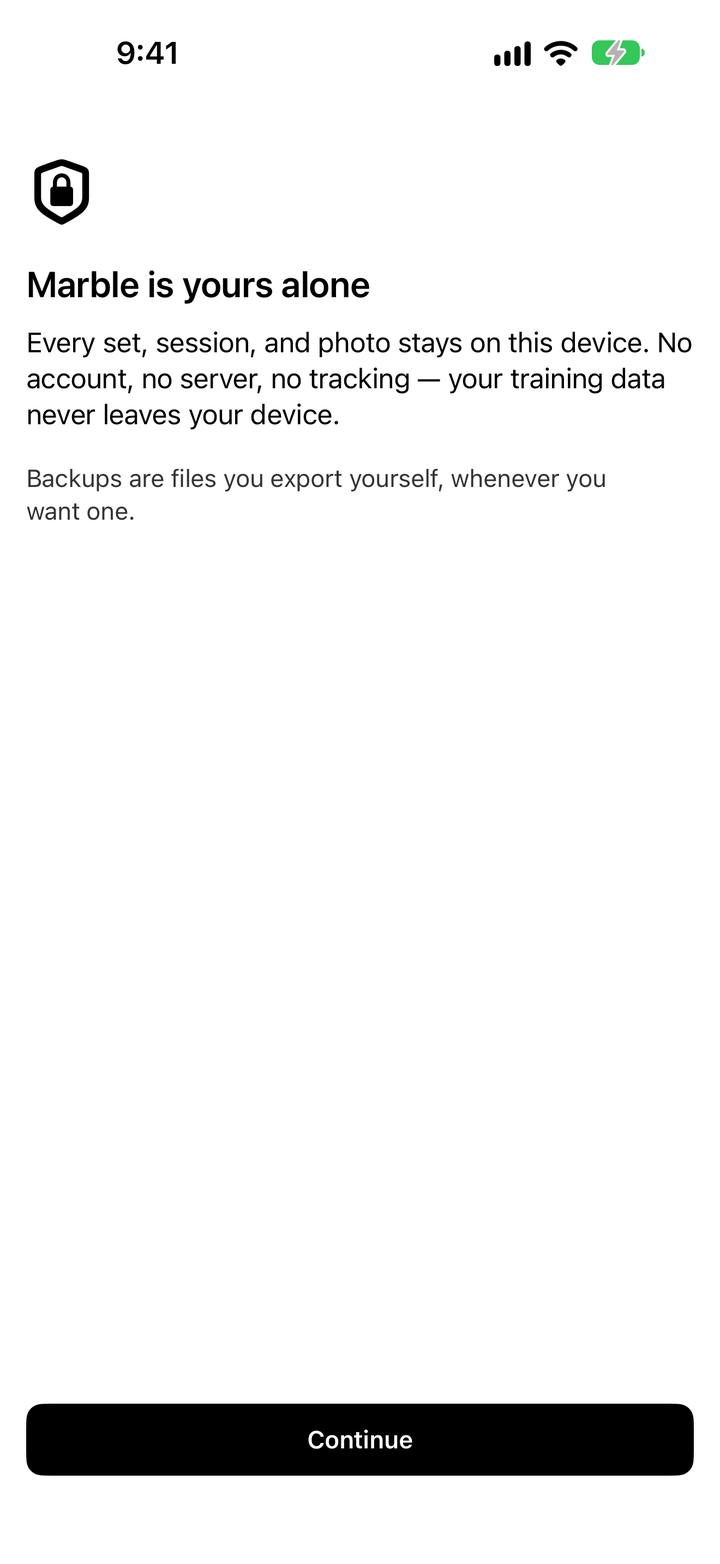 9:41
Marble is yours alone
Every set, session, and photo stays on this device. No
account, no server, no tracking — your training data
never leaves your device.
Backups are files you export yourself, whenever you
want one.
Continue